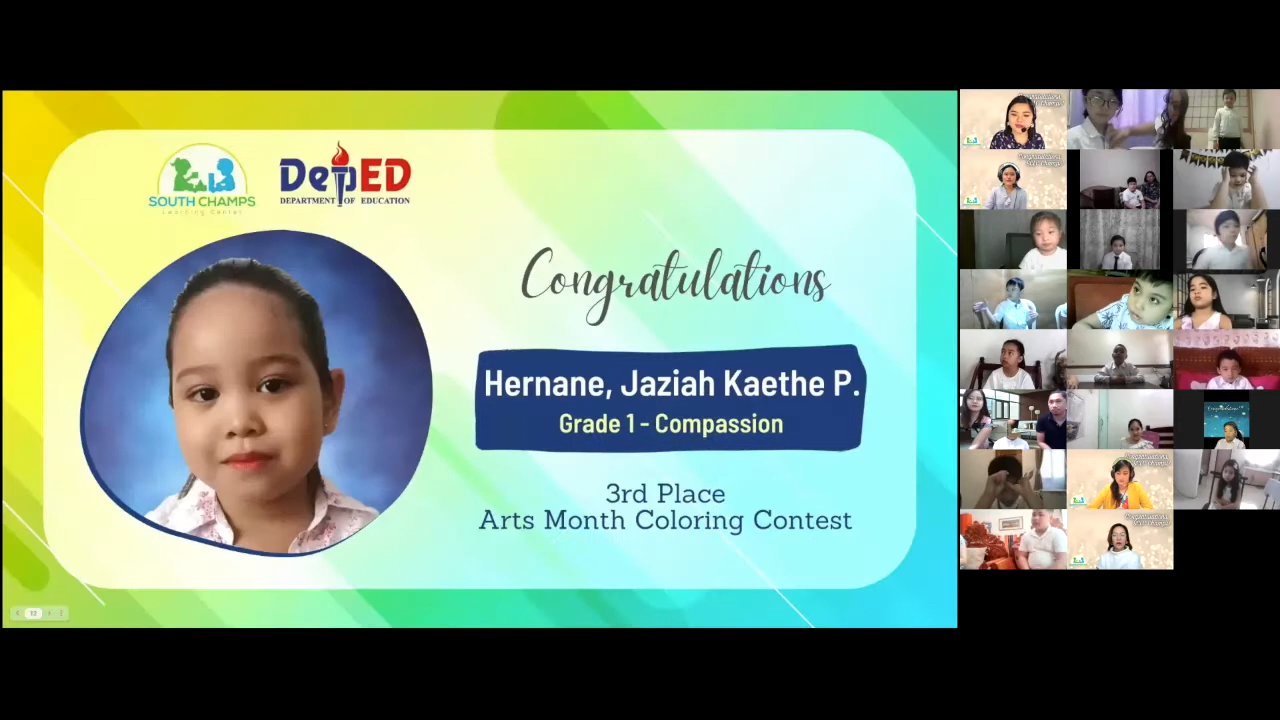 SOUTH CHAMPS
Learning Center
DepED
DEPARTMENT OF EDUCATION
Congratulations
Hernane, Jaziah Kaethe P.
Grade 1 - Compassion
3rd Place
Arts Month Coloring Contest